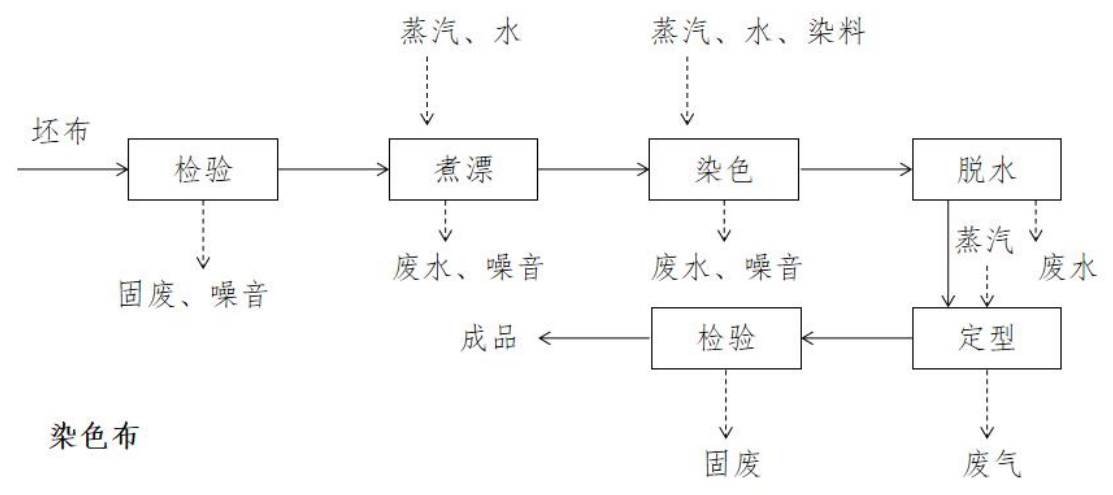 蒸汽、水
蒸汽、水、染料
坯布
检验
煮漂
染色
脱水
固废、噪音
废水、噪音
废水、噪音
蒸汽
废水
成品
检验
定型
染色布
固废
废气